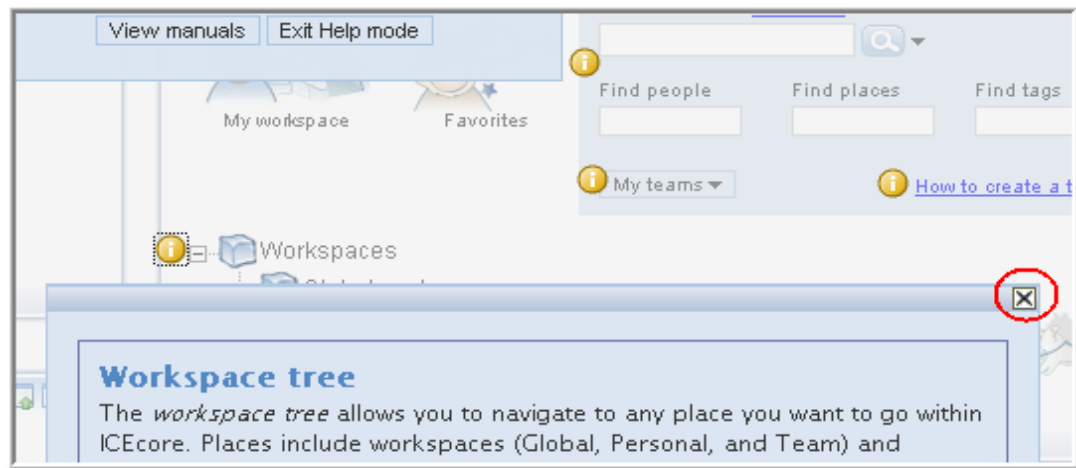 View manuals Exit Help mode
Find people Find places Find tags
My workspace Favorites
My teams How to create a t
Workspaces
Workspace tree
The workspace tree allows you to navigate to any place you want to go within
ICEcore. Places include workspaces (Global, Personal, and Team) and